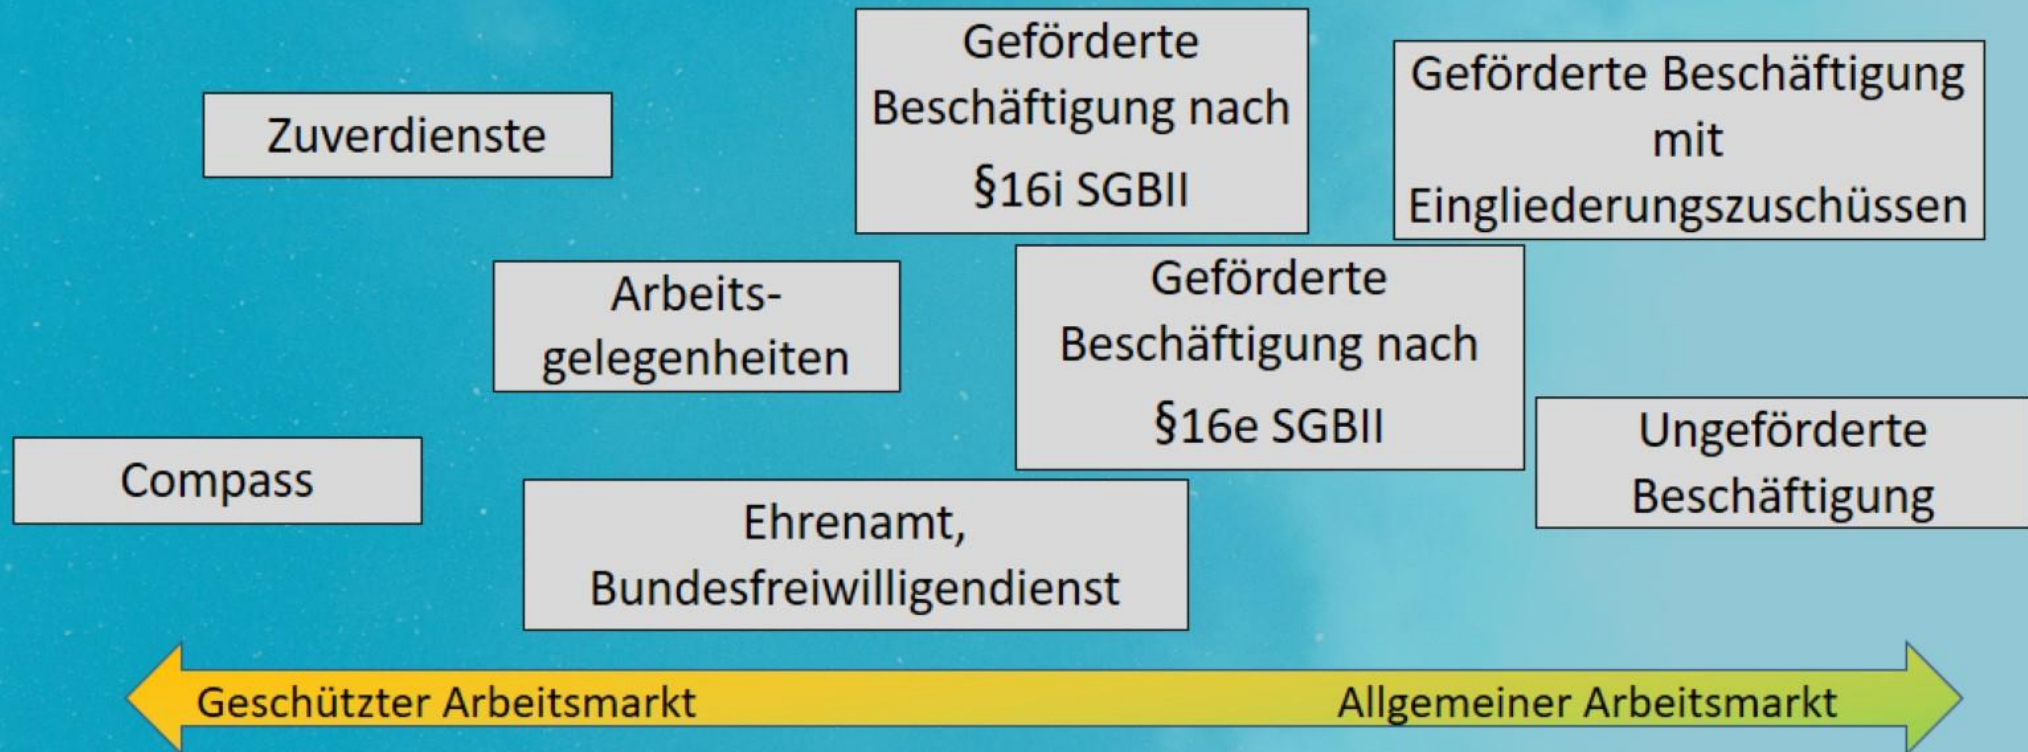 Geförderte
Beschäftigung nach
§16i SGBII
Geförderte Beschäftigung
mit
Eingliederungszuschüssen
Zuverdienste
Arbeits-
gelegenheiten
Geförderte
Beschäftigung nach
§16e SGBII
Ungeförderte
Beschäftigung
Compass
Ehrenamt,
Bundesfreiwilligendienst
Geschützter Arbeitsmarkt
Allgemeiner Arbeitsmarkt